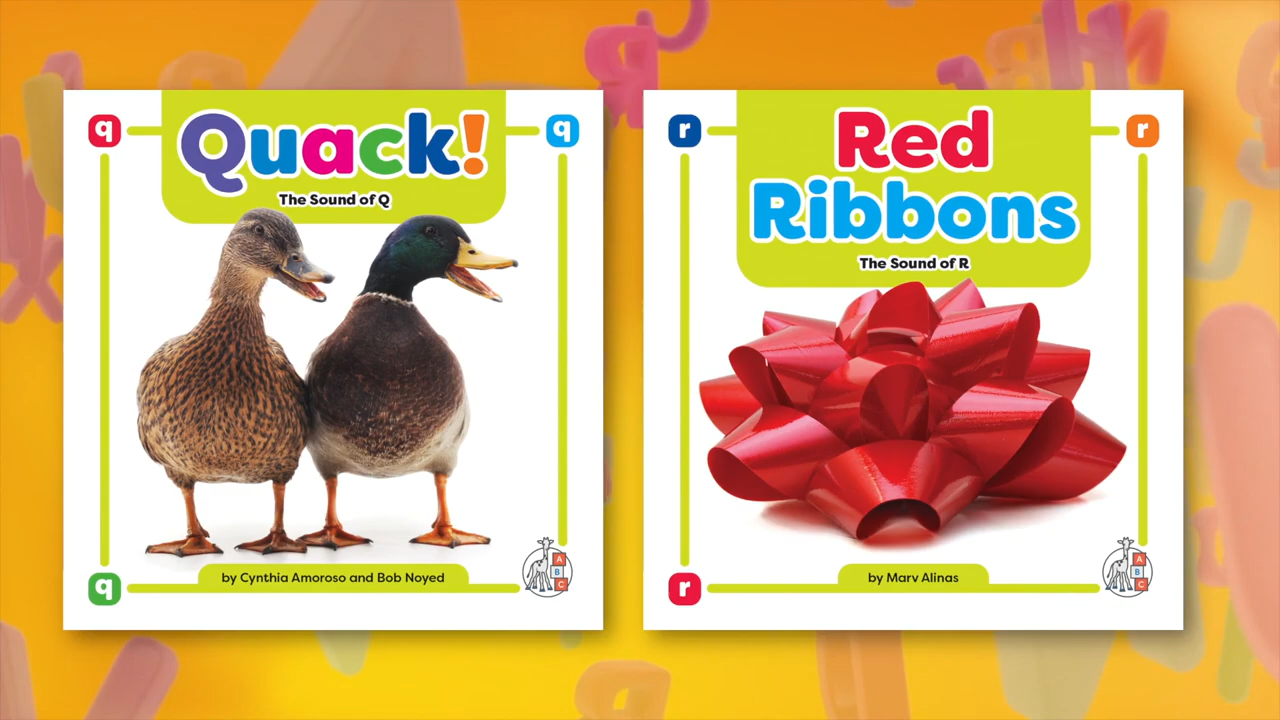 q
Quack!
q
The Sound of Q
by Cynthia Amoroso and Bob Noyed
q
A
B
C
r
Red
r
Ribbons
The Sound of R
by Marv Alinas
r
A
B
C